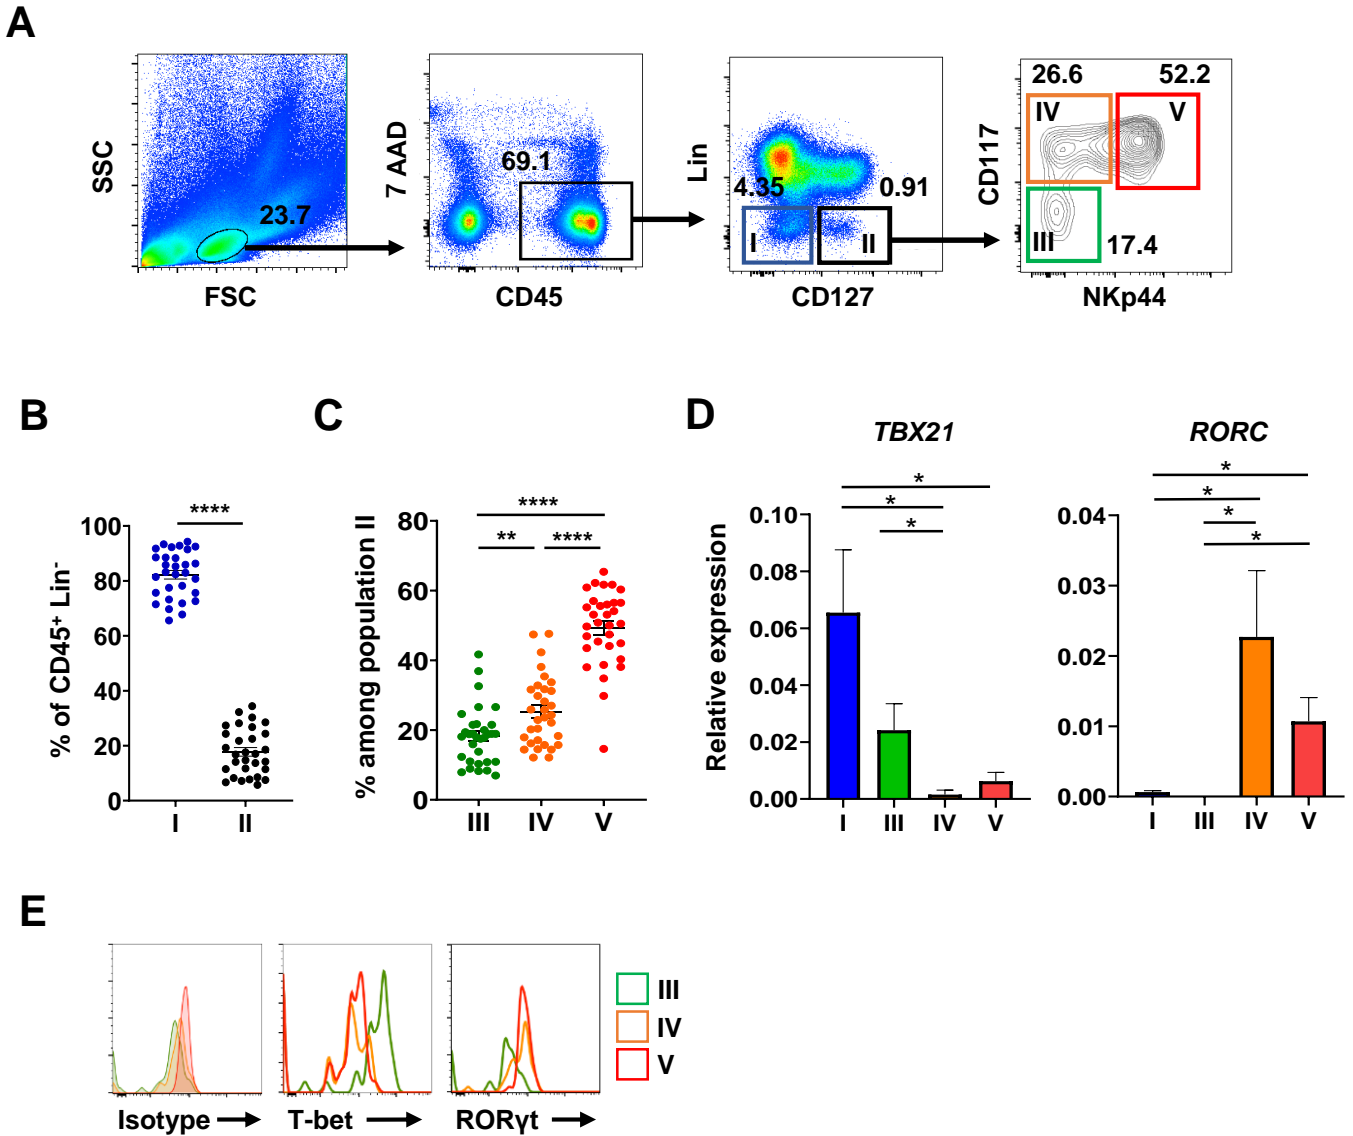 A
SSC
23.7
FSC
7 AAD
69.1
CD45
Lin
4.35
0.91
I
II
CD127
26.6
52.2
CD117
IV
V
III
17.4
NKp44
B
% of CD45+ Lin-
****
100
80
60
40
20
0
I II
C
% among population II
****
** ****
80
60
40
20
0
III IV V
D
TBX21
Relative expression
*
*
*
0.10
0.08
0.06
0.04
0.02
0.00
I III IV V
RORC
*
*
*
*
0.04
0.03
0.02
0.01
0.00
I III IV V
E
Isotype
T-bet
RORγt
III
IV
V